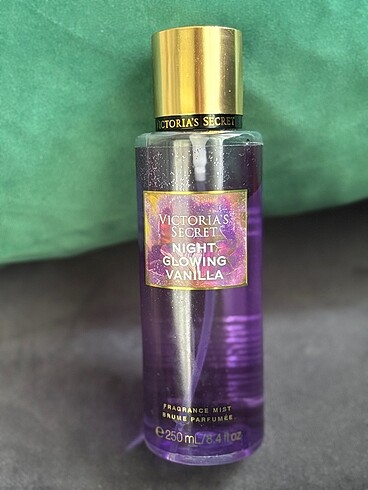 VICTORIA'S SECRET
VICTORIA'S
SECRET
NIGHT
GLOWING
VANILLA
FRAGRANCE MIST
BRUME PARFUMÉE
℮ 250 mL/8.4 fl oz